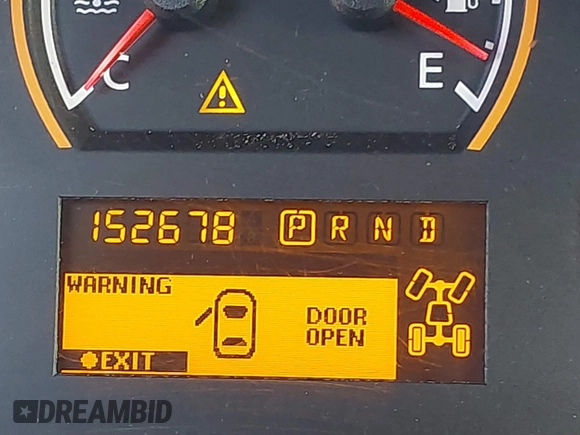 C
E
152678 P R N D
WARNING
DOOR
OPEN
EXIT
DREAMBID